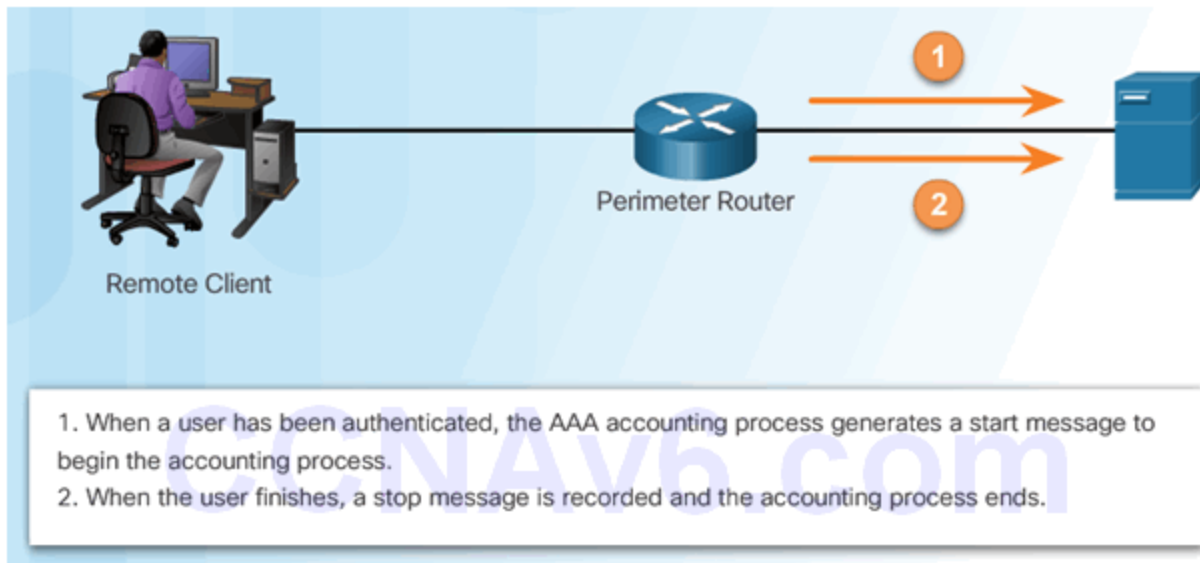 1
2
Perimeter Router
Remote Client
1. When a user has been authenticated, the AAA accounting process generates a start message to
begin the accounting process.
2. When the user finishes, a stop message is recorded and the accounting process ends.
CCNAv6.com